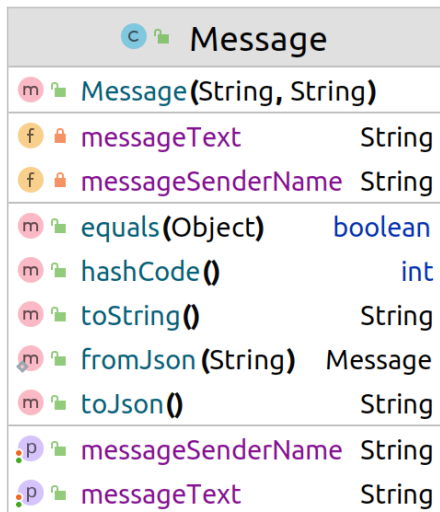 c Message
m Message(String, String)
f messageText String
f messageSenderName String
m equals(Object) boolean
m hashCode() int
m toString() String
m fromJson(String) Message
m toJson() String
p messageSenderName String
p messageText String